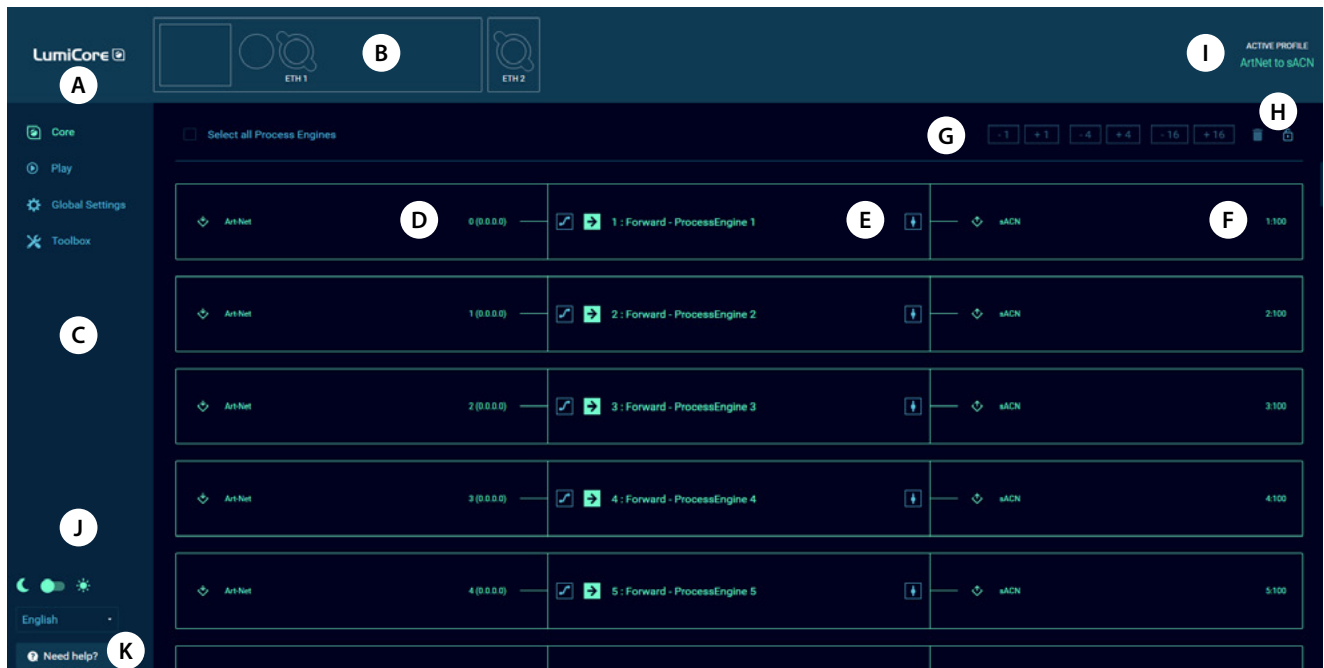 LumiCore
A
B
ETH 1
ETH 2
I
ACTIVE PROFILE
ArtNet to sACN
Core
Play
Global Settings
Toolbox
C
J
English
Need help?
K
Select all Process Engines
G
- 1 + 1 - 4 + 4 - 16 + 16
H
Art-Net D 0 (0.0.0.0) 1 : Forward - ProcessEngine 1 E sACN F 1:100
Art-Net 1 (0.0.0.0) 2 : Forward - ProcessEngine 2 sACN 2:100
Art-Net 2 (0.0.0.0) 3 : Forward - ProcessEngine 3 sACN 3:100
Art-Net 3 (0.0.0.0) 4 : Forward - ProcessEngine 4 sACN 4:100
Art-Net 4 (0.0.0.0) 5 : Forward - ProcessEngine 5 sACN 5:100